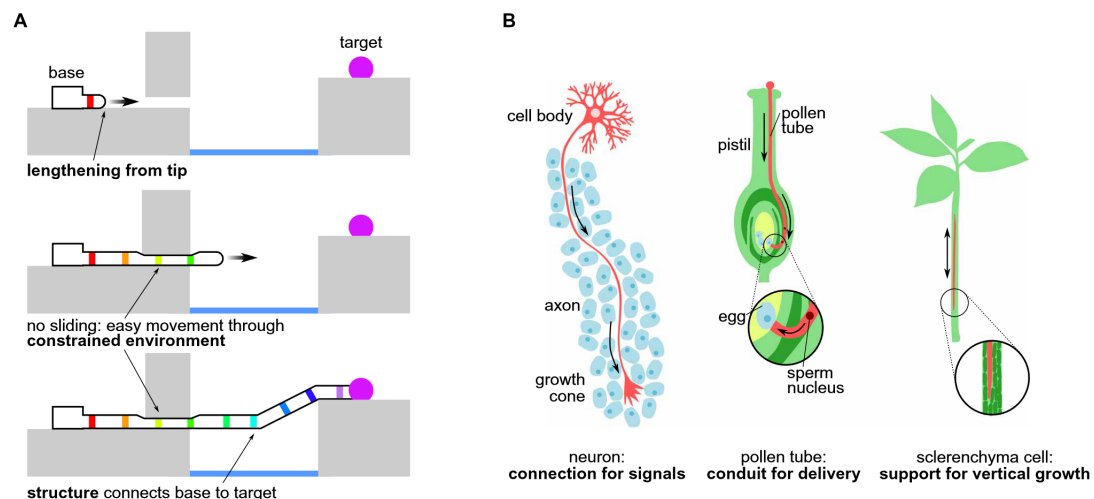 A
target
base
lengthening from tip
no sliding: easy movement through
constrained environment
structure connects base to target
B
cell body
axon
growth
cone
neuron:
connection for signals
pollen
tube
pistil
egg
sperm
nucleus
pollen tube:
conduit for delivery
sclerenchyma cell:
support for vertical growth